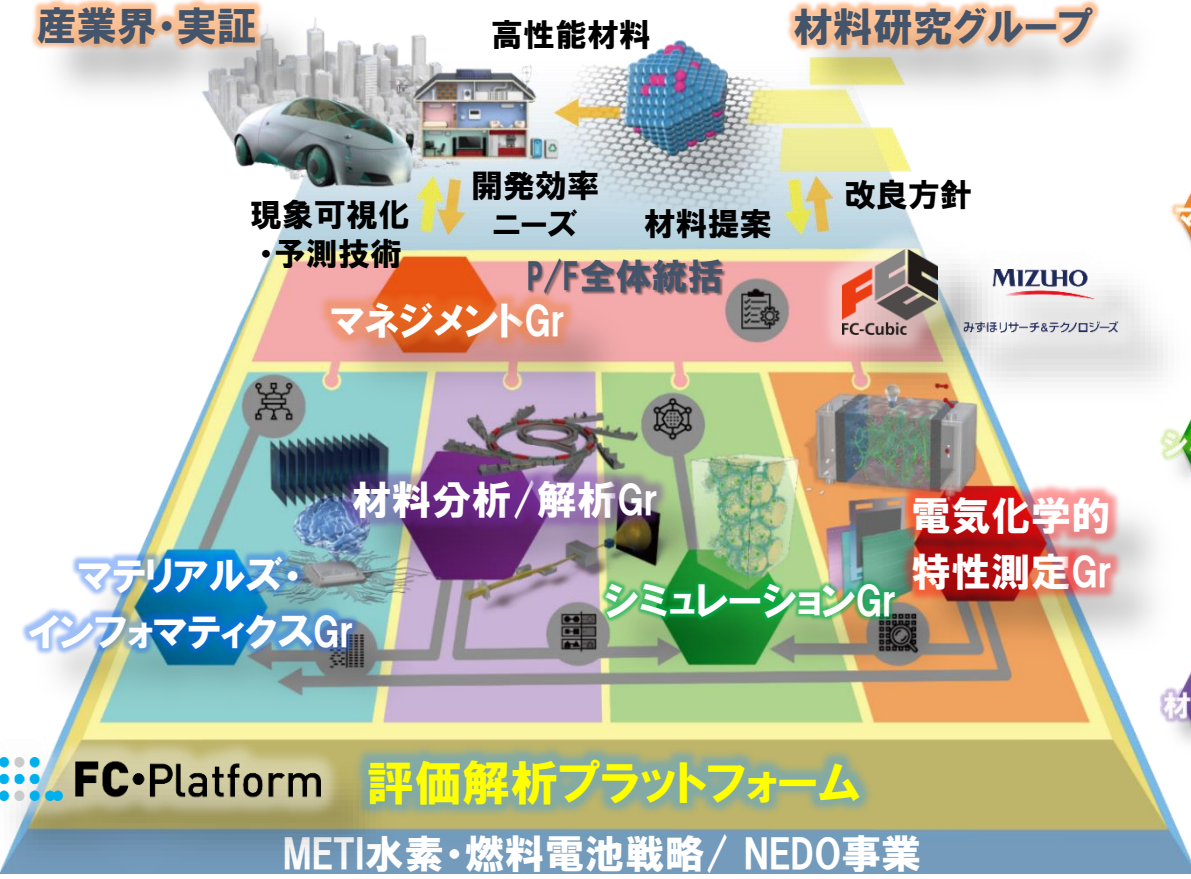 産業界・実証
高性能材料
材料研究グループ
現象可視化
・予測技術
開発効率
ニーズ
材料提案
改良方針
P/F全体統括
マネジメントGr
FCCC
FC-Cubic
MIZUHO
みずほリサーチ&テクノロジーズ
材料分析/解析Gr
電気化学的
特性測定Gr
マテリアルズ・
インフォマティクスGr
シミュレーションGr
マ
シ
材
FC・Platform
評価解析プラットフォーム
METI水素・燃料電池戦略/ NEDO事業